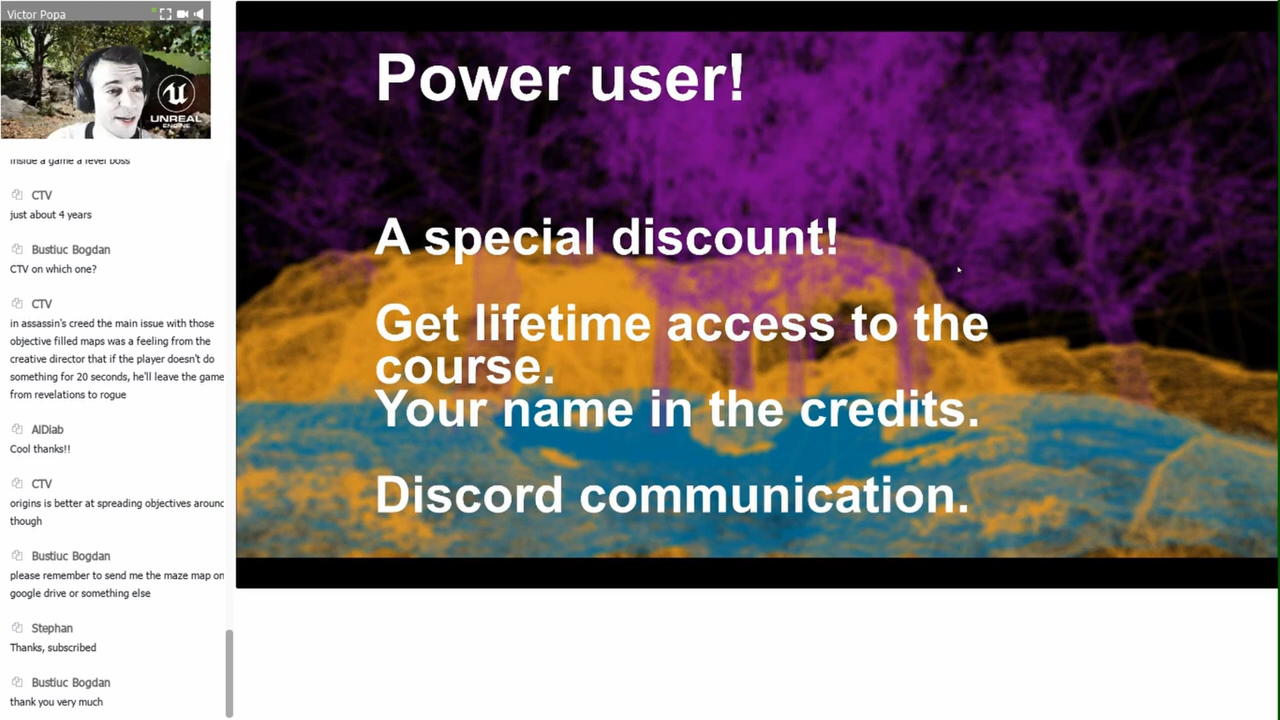 Victor Popa
UNREAL
ENGINE
inside a game a level boss
CTV
just about 4 years
Bustiuc Bogdan
CTV on which one?
CTV
in assassin's creed the main issue with those
objective filled maps was a feeling from the
creative director that if the player doesn't do
something for 20 seconds, he'll leave the game
from revelations to rogue
AlDiab
Cool thanks!!
CTV
origins is better at spreading objectives around
though
Bustiuc Bogdan
please remember to send me the maze map on
google drive or something else
Stephan
Thanks, subscribed
Bustiuc Bogdan
thank you very much
Power user!
A special discount!
Get lifetime access to the
course.
Your name in the credits.
Discord communication.